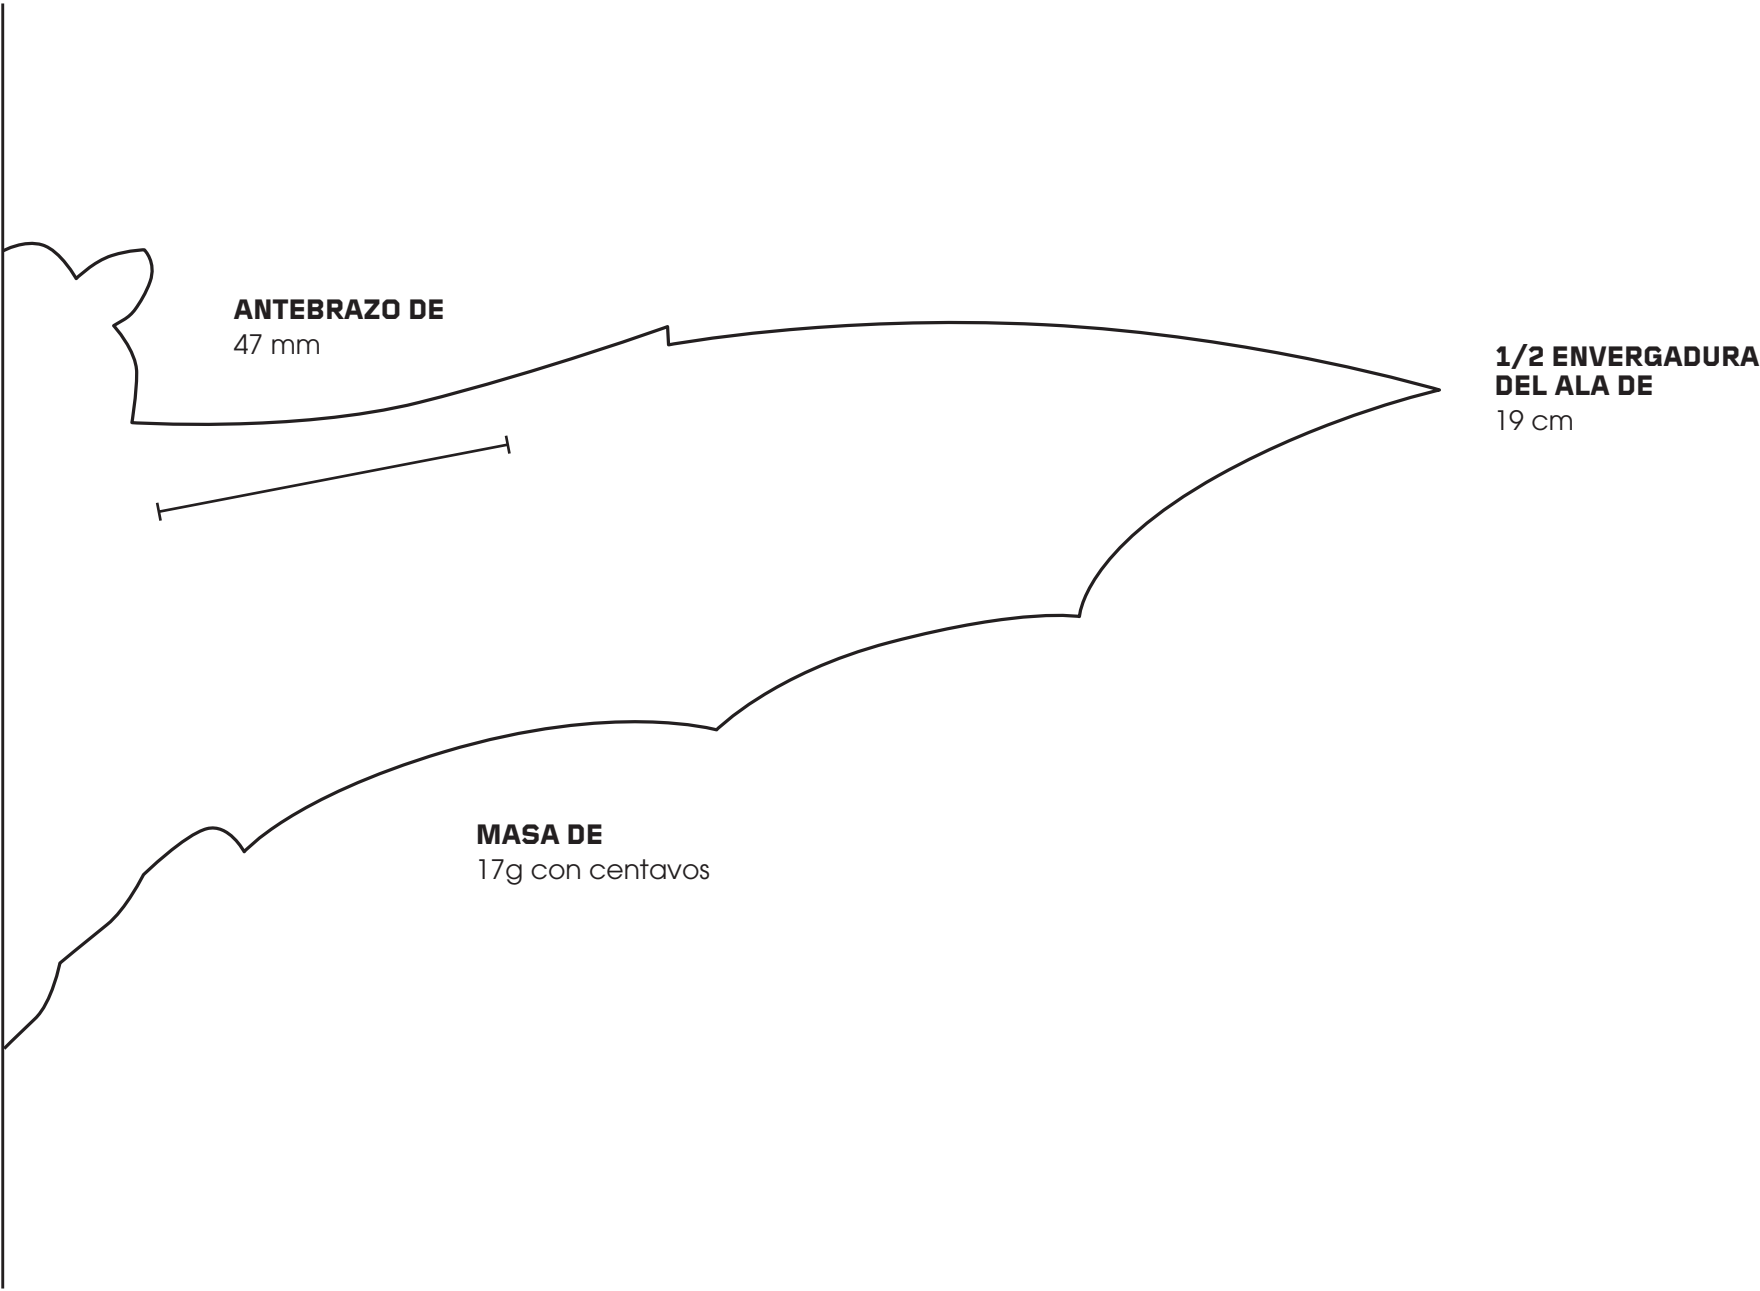 ANTEBRAZO DE
47 mm
1/2 ENVERGADURA
DEL ALA DE
19 cm
MASA DE
17g con centavos